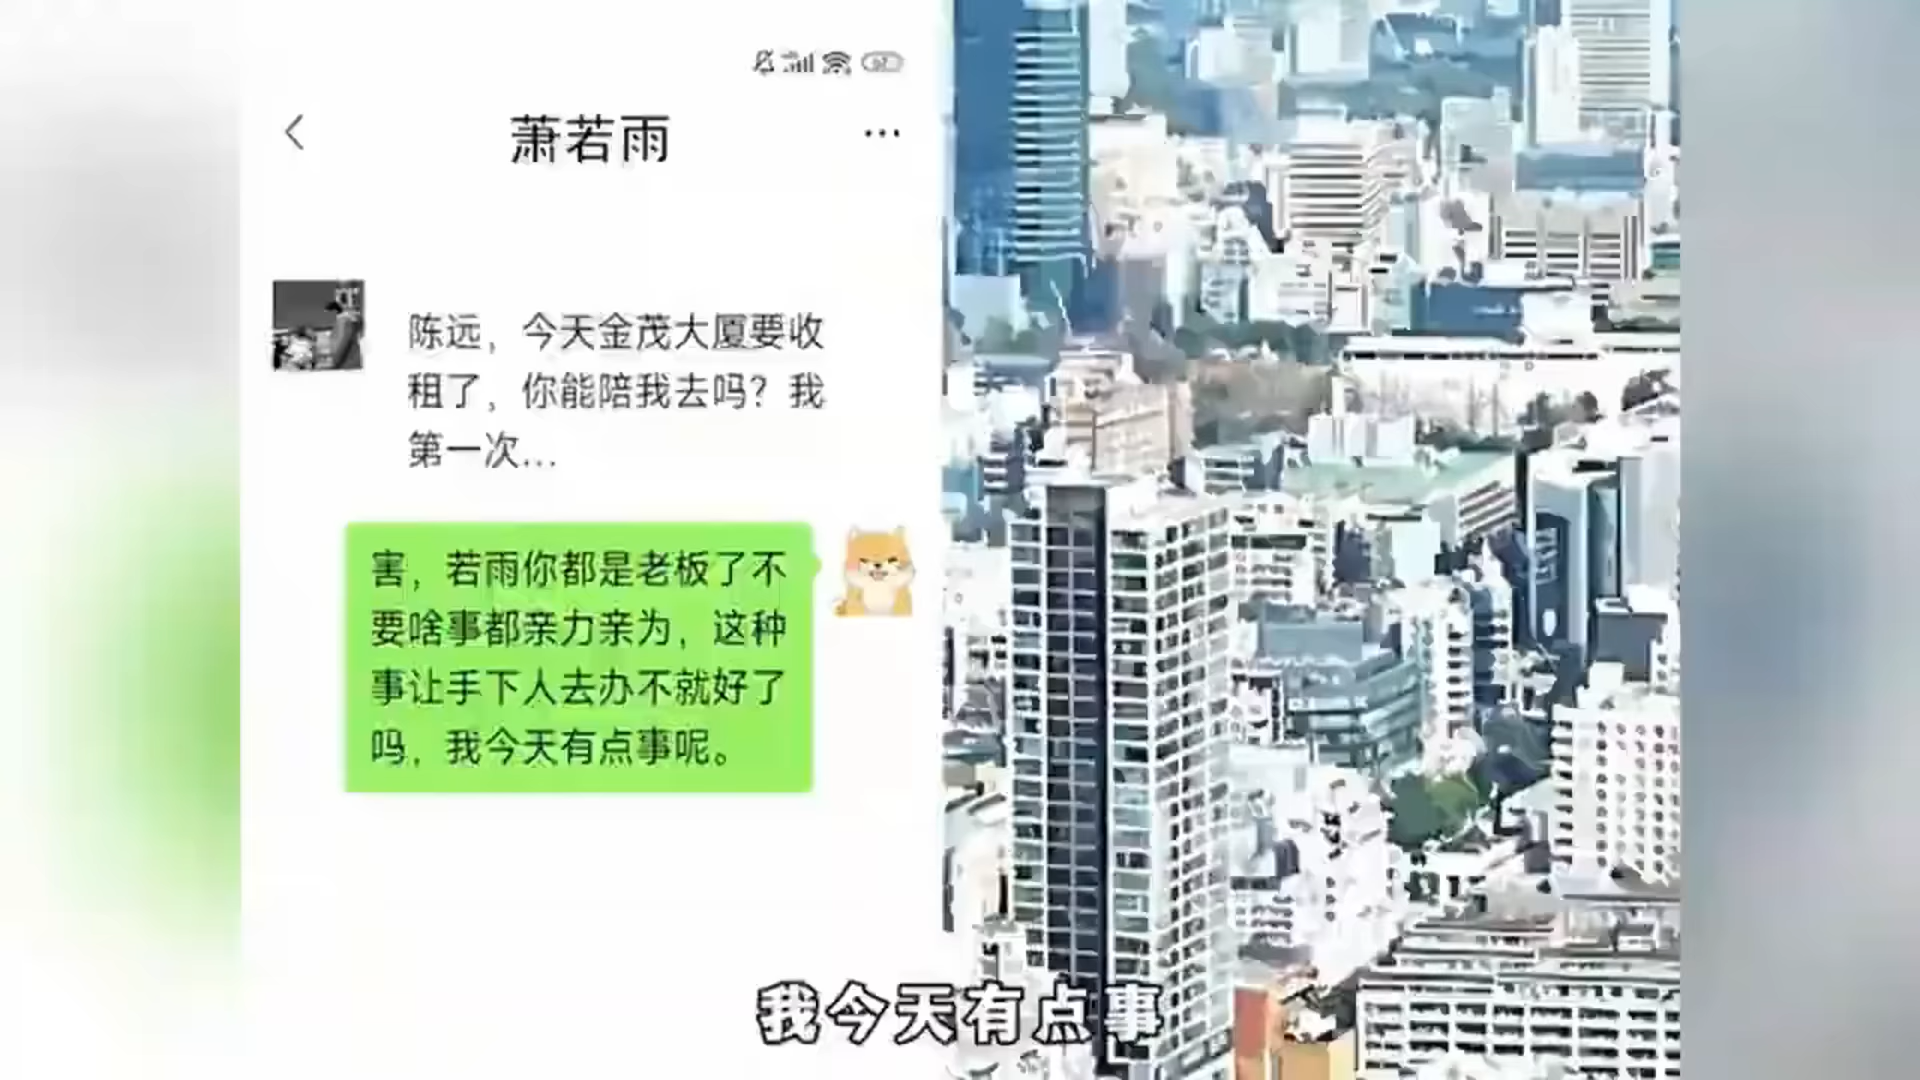 萧若雨
陈远，今天金茂大厦要收
租了，你能陪我去吗？我
第一次...
害，若雨你都是老板了不
要啥事都亲力亲为，这种
事让手下人去办不就好了
吗，我今天有点事呢。
我今天有点事